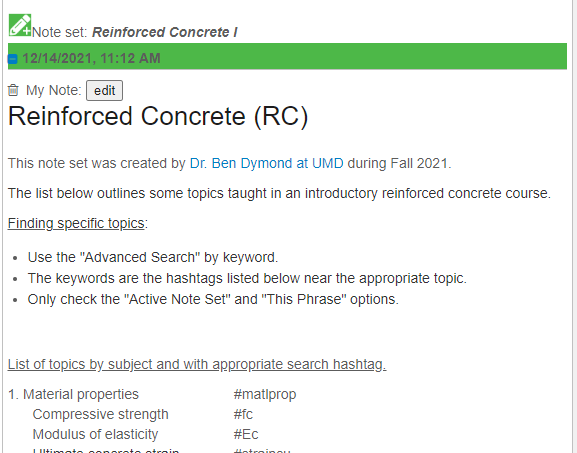 Note set: Reinforced Concrete I
12/14/2021, 11:12 AM
My Note: edit
Reinforced Concrete (RC)
This note set was created by Dr. Ben Dymond at UMD during Fall 2021.
The list below outlines some topics taught in an introductory reinforced concrete course.
Finding specific topics:
• Use the "Advanced Search" by keyword.
• The keywords are the hashtags listed below near the appropriate topic.
• Only check the "Active Note Set" and "This Phrase" options.
List of topics by subject and with appropriate search hashtag.
1. Material properties #matlprop
Compressive strength #fc
Modulus of elasticity #Ec
Ultimate concrete strain